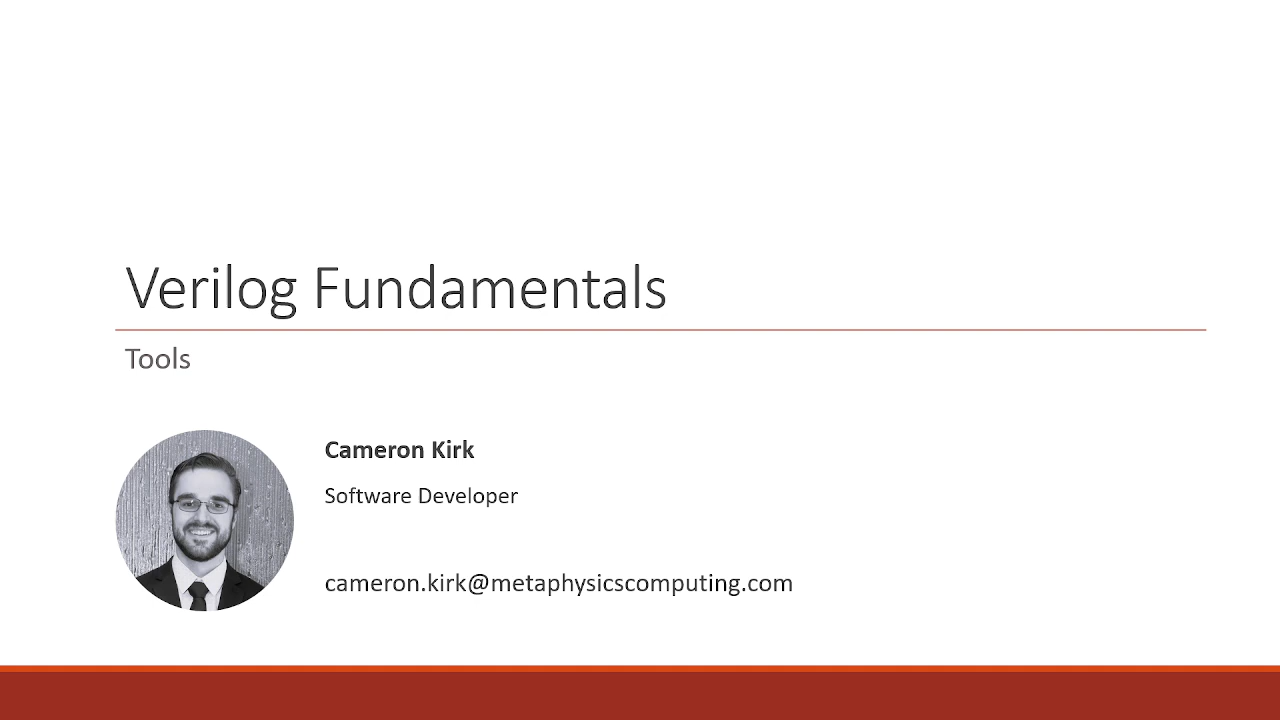 Verilog Fundamentals
Tools
Cameron Kirk
Software Developer
cameron.kirk@metaphysicscomputing.com